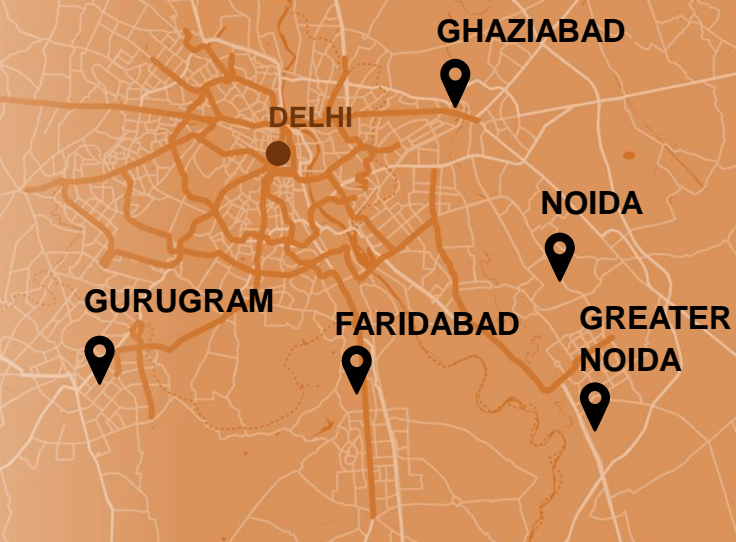 GHAZIABAD
DELHI
NOIDA
GURUGRAM
FARIDABAD
GREATER
NOIDA